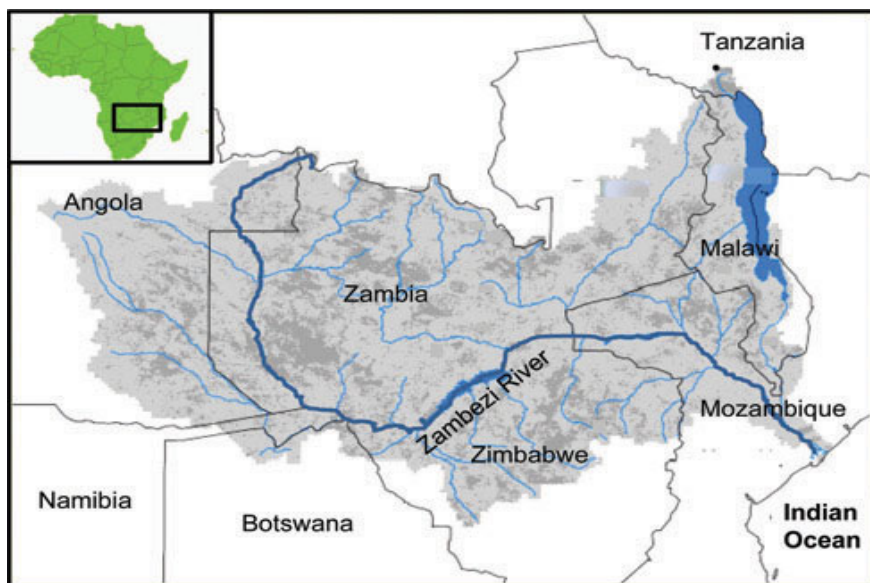 Tanzania
Angola
Malawi
Zambia
Zambezi River
Mozambique
Zimbabwe
Namibia
Botswana
Indian
Ocean